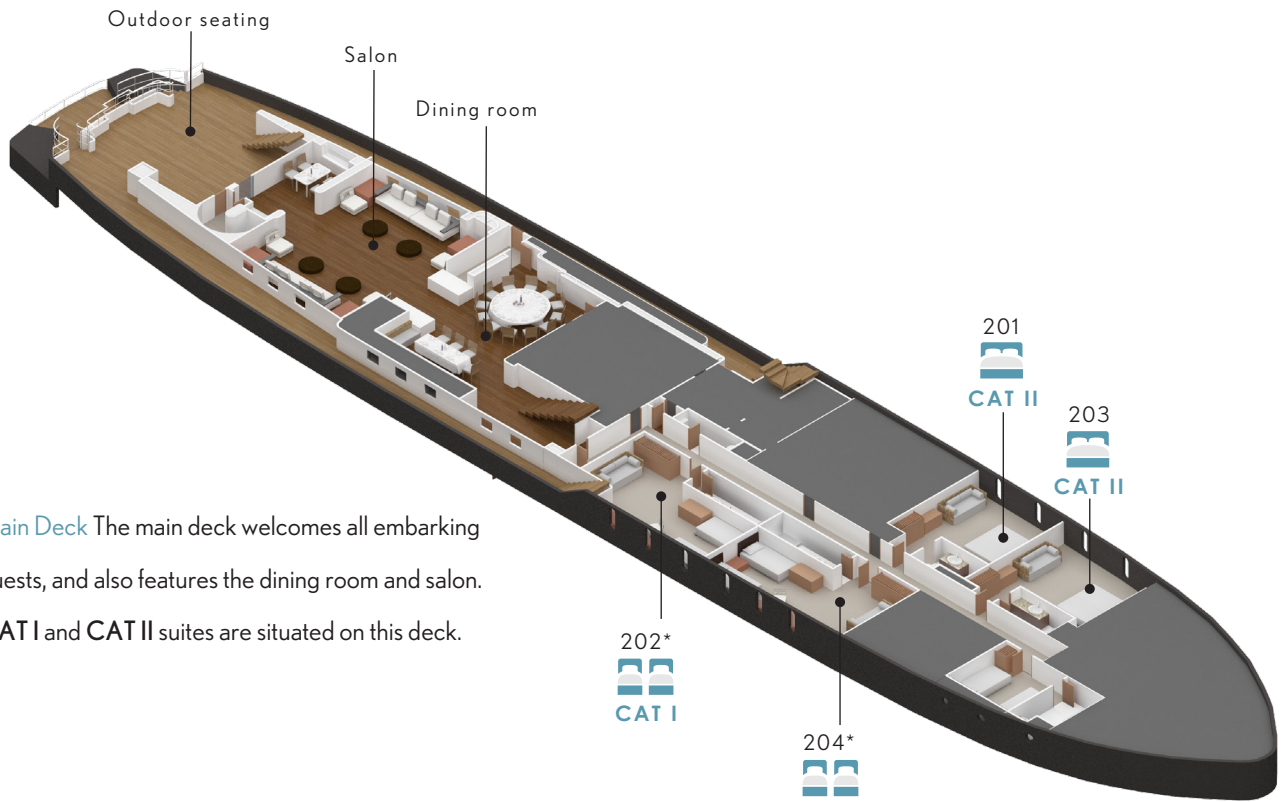 Outdoor seating
Salon
Dining room
201
CAT II
203
CAT II
ain Deck The main deck welcomes all embarking
uests, and also features the dining room and salon.
AT I and CAT II suites are situated on this deck.
202*
CAT I
204*